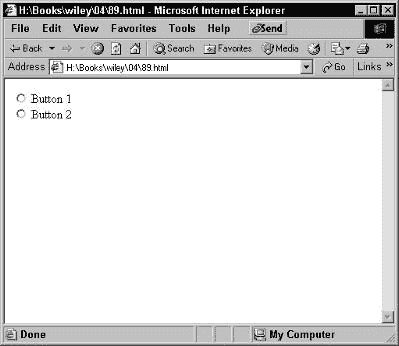 H:\Books\wiley\04\89.html - Microsoft Internet Explorer
File Edit View Favorites Tools Help Send
Back Search Favorites Media »
Address H:\Books\wiley\04\89.html Go Links »
Button 1
Button 2
Done My Computer